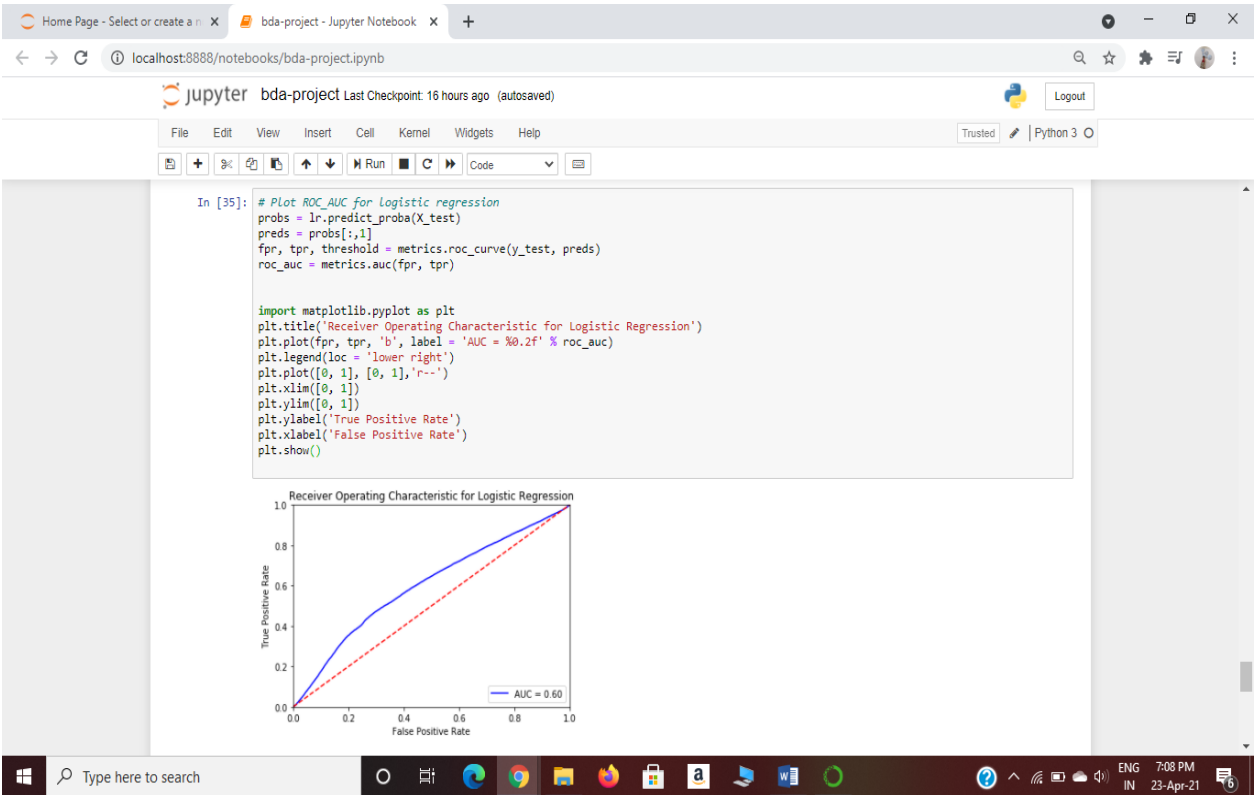 Home Page - Select or create a n
bda-project - Jupyter Notebook
localhost:8888/notebooks/bda-project.ipynb
jupyter bda-project Last Checkpoint: 16 hours ago (autosaved)
Logout
File Edit View Insert Cell Kernel Widgets Help
Trusted Python 3
Run Code
In [35]: # Plot ROC_AUC for logistic regression
probs = lr.predict_proba(X_test)
preds = probs[:,1]
fpr, tpr, threshold = metrics.roc_curve(y_test, preds)
roc_auc = metrics.auc(fpr, tpr)
import matplotlib.pyplot as plt
plt.title('Receiver Operating Characteristic for Logistic Regression')
plt.plot(fpr, tpr, 'b', label = 'AUC = %0.2f' % roc_auc)
plt.legend(loc = 'lower right')
plt.plot([0, 1], [0, 1],'r--')
plt.xlim([0, 1])
plt.ylim([0, 1])
plt.ylabel('True Positive Rate')
plt.xlabel('False Positive Rate')
plt.show()
Receiver Operating Characteristic for Logistic Regression
1.0
0.8
0.6
0.4
0.2
0.0
True Positive Rate
AUC = 0.60
0.0 0.2 0.4 0.6 0.8 1.0
False Positive Rate
Type here to search
a
W
ENG
IN
7:08 PM
23-Apr-21
6